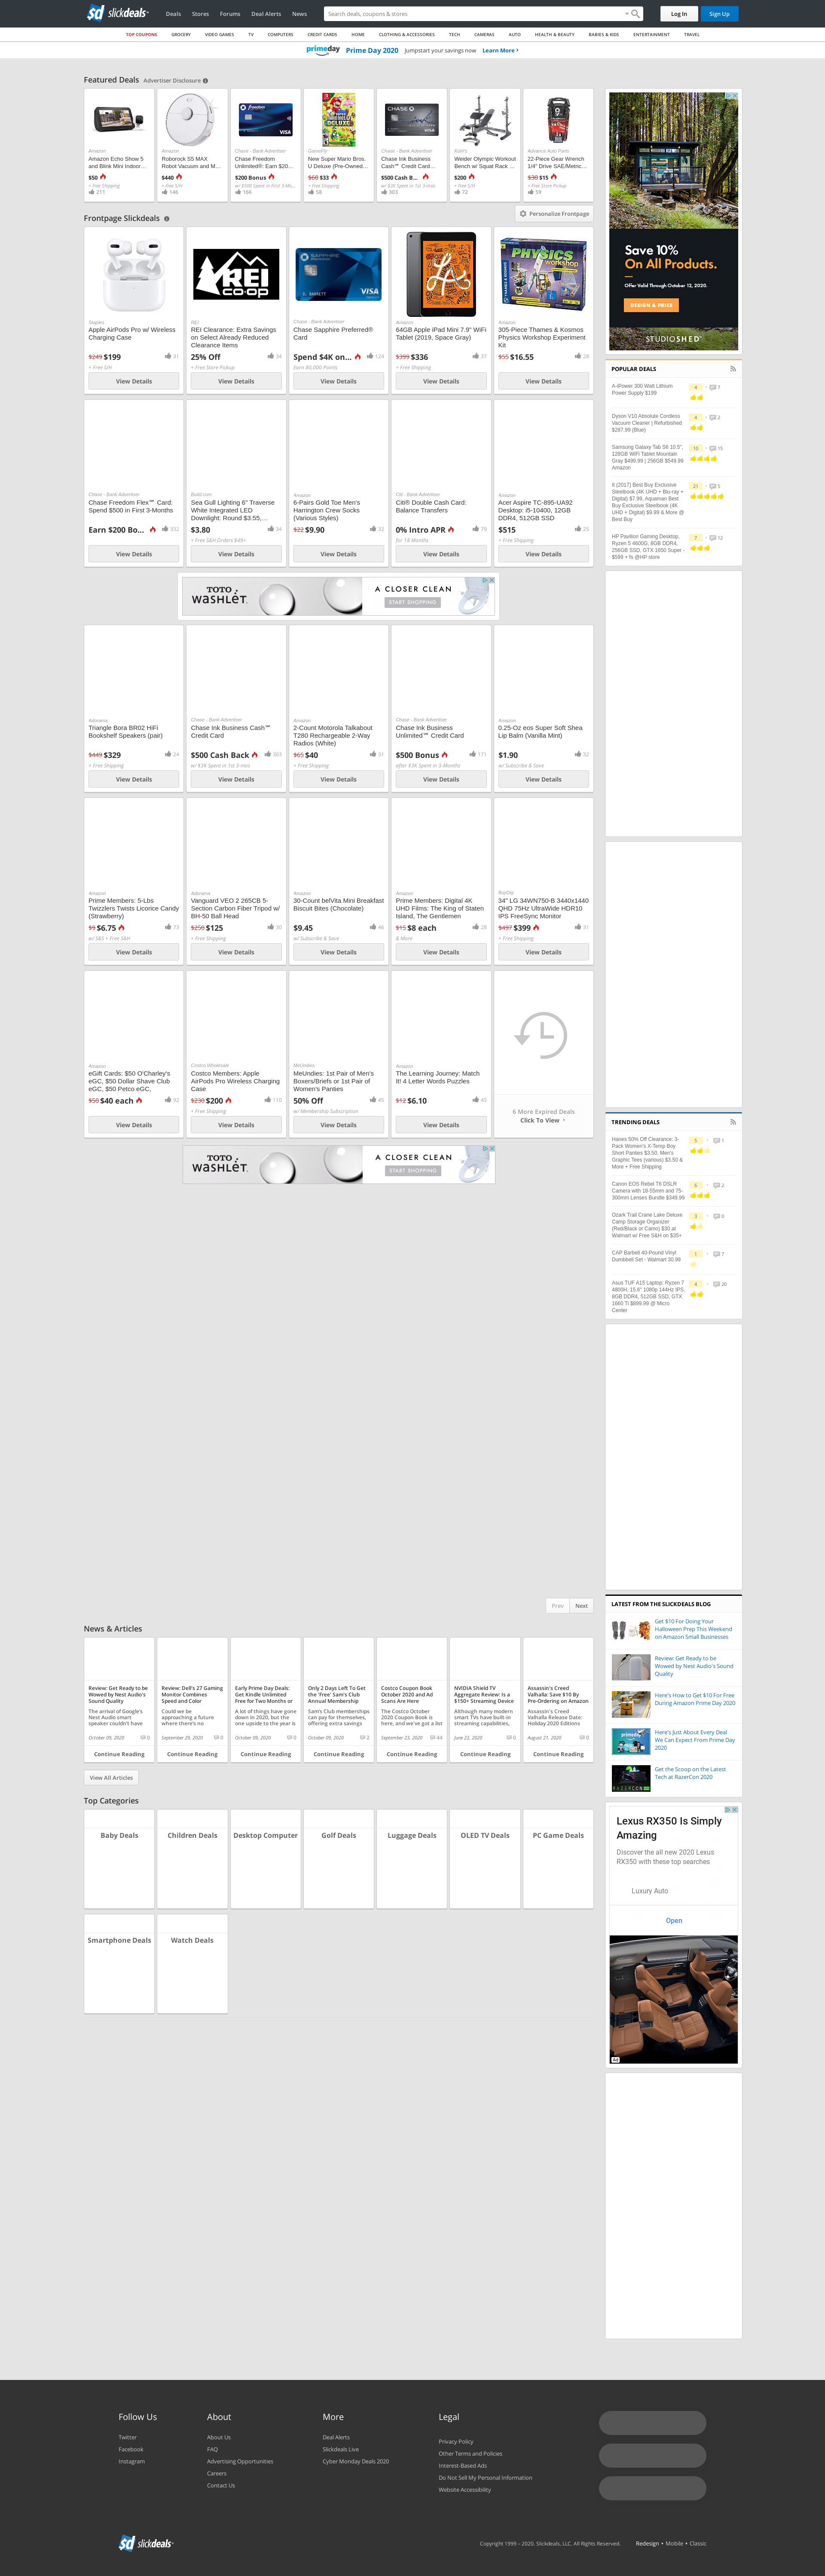 sd slickdeals
Deals Stores Forums Deal Alerts News
Search deals, coupons & stores
Log In
Sign Up
TOP COUPONS GROCERY VIDEO GAMES TV COMPUTERS CREDIT CARDS HOME CLOTHING & ACCESSORIES TECH CAMERAS AUTO HEALTH & BEAUTY BABIES & KIDS ENTERTAINMENT TRAVEL
prime day Prime Day 2020 Jumpstart your savings now Learn More ›
Featured Deals Advertiser Disclosure
Amazon
Amazon Echo Show 5
and Blink Mini Indoor...
$50
+ Free Shipping
211
Amazon
Roborock S5 MAX
Robot Vacuum and M...
$440
+ Free S/H
146
Chase - Bank Advertiser
Chase Freedom
Unlimited®: Earn $20...
$200 Bonus
w/ $500 Spent in First 3-Mo...
166
GameFly
New Super Mario Bros.
U Deluxe (Pre-Owned...
$60 $33
+ Free Shipping
58
Chase - Bank Advertiser
Chase Ink Business
Cash℠ Credit Card...
$500 Cash B...
w/ $3K Spent in 1st 3-mos
303
Kohl's
Weider Olympic Workout
Bench w/ Squat Rack ...
$200
+ Free S/H
72
Advance Auto Parts
22-Piece Gear Wrench
1/4" Drive SAE/Metric...
$30 $15
+ Free Store Pickup
59
Frontpage Slickdeals
Personalize Frontpage
Staples
Apple AirPods Pro w/ Wireless
Charging Case
$249 $199
31
+ Free S/H
View Details
REI
CO·OP
REI
REI Clearance: Extra Savings
on Select Already Reduced
Clearance Items
25% Off
34
+ Free Store Pickup
View Details
SAPPHIRE
D. BARRETT
VISA
Chase - Bank Advertiser
Chase Sapphire Preferred®
Card
Spend $4K on...
124
Earn 80,000 Points
View Details
Amazon
64GB Apple iPad Mini 7.9" WiFi
Tablet (2019, Space Gray)
$399 $336
37
+ Free Shipping
View Details
PHYSICS
workshop
Amazon
305-Piece Thames & Kosmos
Physics Workshop Experiment
Kit
$55 $16.55
28
View Details
Chase - Bank Advertiser
Chase Freedom Flex℠ Card:
Spend $500 in First 3-Months
Earn $200 Bo...
332
View Details
Build.com
Sea Gull Lighting 6" Traverse
White Integrated LED
Downlight: Round $3.55,...
$3.80
34
+ Free S&H Orders $49+
View Details
Amazon
6-Pairs Gold Toe Men's
Harrington Crew Socks
(Various Styles)
$22 $9.90
32
View Details
Citi - Bank Advertiser
Citi® Double Cash Card:
Balance Transfers
0% Intro APR
79
for 18 Months
View Details
Amazon
Acer Aspire TC-895-UA92
Desktop: i5-10400, 12GB
DDR4, 512GB SSD
$515
25
+ Free Shipping
View Details
TOTO
WASHLET
A CLOSER CLEAN
START SHOPPING
Adorama
Triangle Bora BR02 HiFi
Bookshelf Speakers (pair)
$449 $329
24
+ Free Shipping
View Details
Chase - Bank Advertiser
Chase Ink Business Cash℠
Credit Card
$500 Cash Back
303
w/ $3K Spent in 1st 3-mos
View Details
Amazon
2-Count Motorola Talkabout
T280 Rechargeable 2-Way
Radios (White)
$65 $40
31
+ Free Shipping
View Details
Chase - Bank Advertiser
Chase Ink Business
Unlimited℠ Credit Card
$500 Bonus
171
after $3K Spent in 3-Months
View Details
Amazon
0.25-Oz eos Super Soft Shea
Lip Balm (Vanilla Mint)
$1.90
32
w/ Subscribe & Save
View Details
Amazon
Prime Members: 5-Lbs
Twizzlers Twists Licorice Candy
(Strawberry)
$9 $6.75
73
w/ S&S + Free S&H
View Details
Adorama
Vanguard VEO 2 265CB 5-
Section Carbon Fiber Tripod w/
BH-50 Ball Head
$250 $125
30
+ Free Shipping
View Details
Amazon
30-Count belVita Mini Breakfast
Biscuit Bites (Chocolate)
$9.45
46
w/ Subscribe & Save
View Details
Amazon
Prime Members: Digital 4K
UHD Films: The King of Staten
Island, The Gentlemen
$15 $8 each
28
& More
View Details
BuyDig
34" LG 34WN750-B 3440x1440
QHD 75Hz UltraWide HDR10
IPS FreeSync Monitor
$497 $399
31
+ Free Shipping
View Details
Amazon
eGift Cards: $50 O'Charley's
eGC, $50 Dollar Shave Club
eGC, $50 Petco eGC,
$50 $40 each
92
View Details
Costco Wholesale
Costco Members: Apple
AirPods Pro Wireless Charging
Case
$230 $200
110
+ Free Shipping
View Details
MeUndies
MeUndies: 1st Pair of Men's
Boxers/Briefs or 1st Pair of
Women's Panties
50% Off
45
w/ Membership Subscription
View Details
Amazon
The Learning Journey: Match
It! 4 Letter Words Puzzles
$12 $6.10
45
View Details
6 More Expired Deals
Click To View
TOTO
WASHLET
A CLOSER CLEAN
START SHOPPING
Prev Next
News & Articles
Review: Get Ready to be
Wowed by Nest Audio's
Sound Quality
The arrival of Google's
Nest Audio smart
speaker couldn't have
October 09, 2020
0
Continue Reading
Review: Dell's 27 Gaming
Monitor Combines
Speed and Color
Could we be
approaching a future
where there's no
September 29, 2020
0
Continue Reading
Early Prime Day Deals:
Get Kindle Unlimited
Free for Two Months or
A lot of things have gone
down in 2020, but the
one upside to the year is
October 09, 2020
0
Continue Reading
Only 2 Days Left To Get
the 'Free' Sam's Club
Annual Membership
Sam's Club memberships
can pay for themselves,
offering extra savings
October 09, 2020
2
Continue Reading
Costco Coupon Book
October 2020 and Ad
Scans Are Here
The Costco October
2020 Coupon Book is
here, and we've got a list
September 23, 2020
44
Continue Reading
NVIDIA Shield TV
Aggregate Review: Is a
$150+ Streaming Device
Although many modern
smart TVs have built-in
streaming capabilities,
June 23, 2020
0
Continue Reading
Assassin's Creed
Valhalla: Save $10 By
Pre-Ordering on Amazon
Assassin's Creed
Valhalla Release Date:
Holiday 2020 Editions
August 21, 2020
0
Continue Reading
View All Articles
Top Categories
Baby Deals
Children Deals
Desktop Computer
Golf Deals
Luggage Deals
OLED TV Deals
PC Game Deals
Smartphone Deals
Watch Deals
Save 10%
On All Products.
Offer Valid Through October 12, 2020.
DESIGN & PRICE
STUDIOSHED
POPULAR DEALS
A-iPower 300 Watt Lithium
Power Supply $199
4
7
Dyson V10 Absolute Cordless
Vacuum Cleaner | Refurbished
$287.99 (Blue)
4
2
Samsung Galaxy Tab S6 10.5",
128GB WiFi Tablet Mountain
Gray $499.99 | 256GB $549.99
Amazon
10
15
It (2017) Best Buy Exclusive
Steelbook (4K UHD + Blu-ray +
Digital) $7.99, Aquaman Best
Buy Exclusive Steelbook (4K
UHD + Digital) $9.99 & More @
Best Buy
21
5
HP Pavilion Gaming Desktop,
Ryzen 5 4600G, 8GB DDR4,
256GB SSD, GTX 1650 Super -
$599 + fs @HP store
7
12
TRENDING DEALS
Hanes 50% Off Clearance: 3-
Pack Women's X-Temp Boy
Short Panties $3.50, Men's
Graphic Tees (various) $3.50 &
More + Free Shipping
5
1
Canon EOS Rebel T6 DSLR
Camera with 18-55mm and 75-
300mm Lenses Bundle $349.99
6
2
Ozark Trail Crane Lake Deluxe
Camp Storage Organizer
(Red/Black or Camo) $30 at
Walmart w/ Free S&H on $35+
3
0
CAP Barbell 40-Pound Vinyl
Dumbbell Set - Walmart 30.99
1
7
Asus TUF A15 Laptop: Ryzen 7
4800H, 15.6" 1080p 144Hz IPS,
8GB DDR4, 512GB SSD, GTX
1660 Ti $899.99 @ Micro
Center
4
20
LATEST FROM THE SLICKDEALS BLOG
Get $10 For Doing Your
Halloween Prep This Weekend
on Amazon Small Businesses
Review: Get Ready to be
Wowed by Nest Audio's Sound
Quality
Here's How to Get $10 For Free
During Amazon Prime Day 2020
Here's Just About Every Deal
We Can Expect From Prime Day
2020
Get the Scoop on the Latest
Tech at RazerCon 2020
Lexus RX350 Is Simply
Amazing
Discover the all new 2020 Lexus
RX350 with these top searches
Luxury Auto
Open
Ad
Follow Us
Twitter
Facebook
Instagram
About
About Us
FAQ
Advertising Opportunities
Careers
Contact Us
More
Deal Alerts
Slickdeals Live
Cyber Monday Deals 2020
Legal
Privacy Policy
Other Terms and Policies
Interest-Based Ads
Do Not Sell My Personal Information
Website Accessibility
sd slickdeals
Copyright 1999 - 2020. Slickdeals, LLC. All Rights Reserved. Redesign • Mobile • Classic